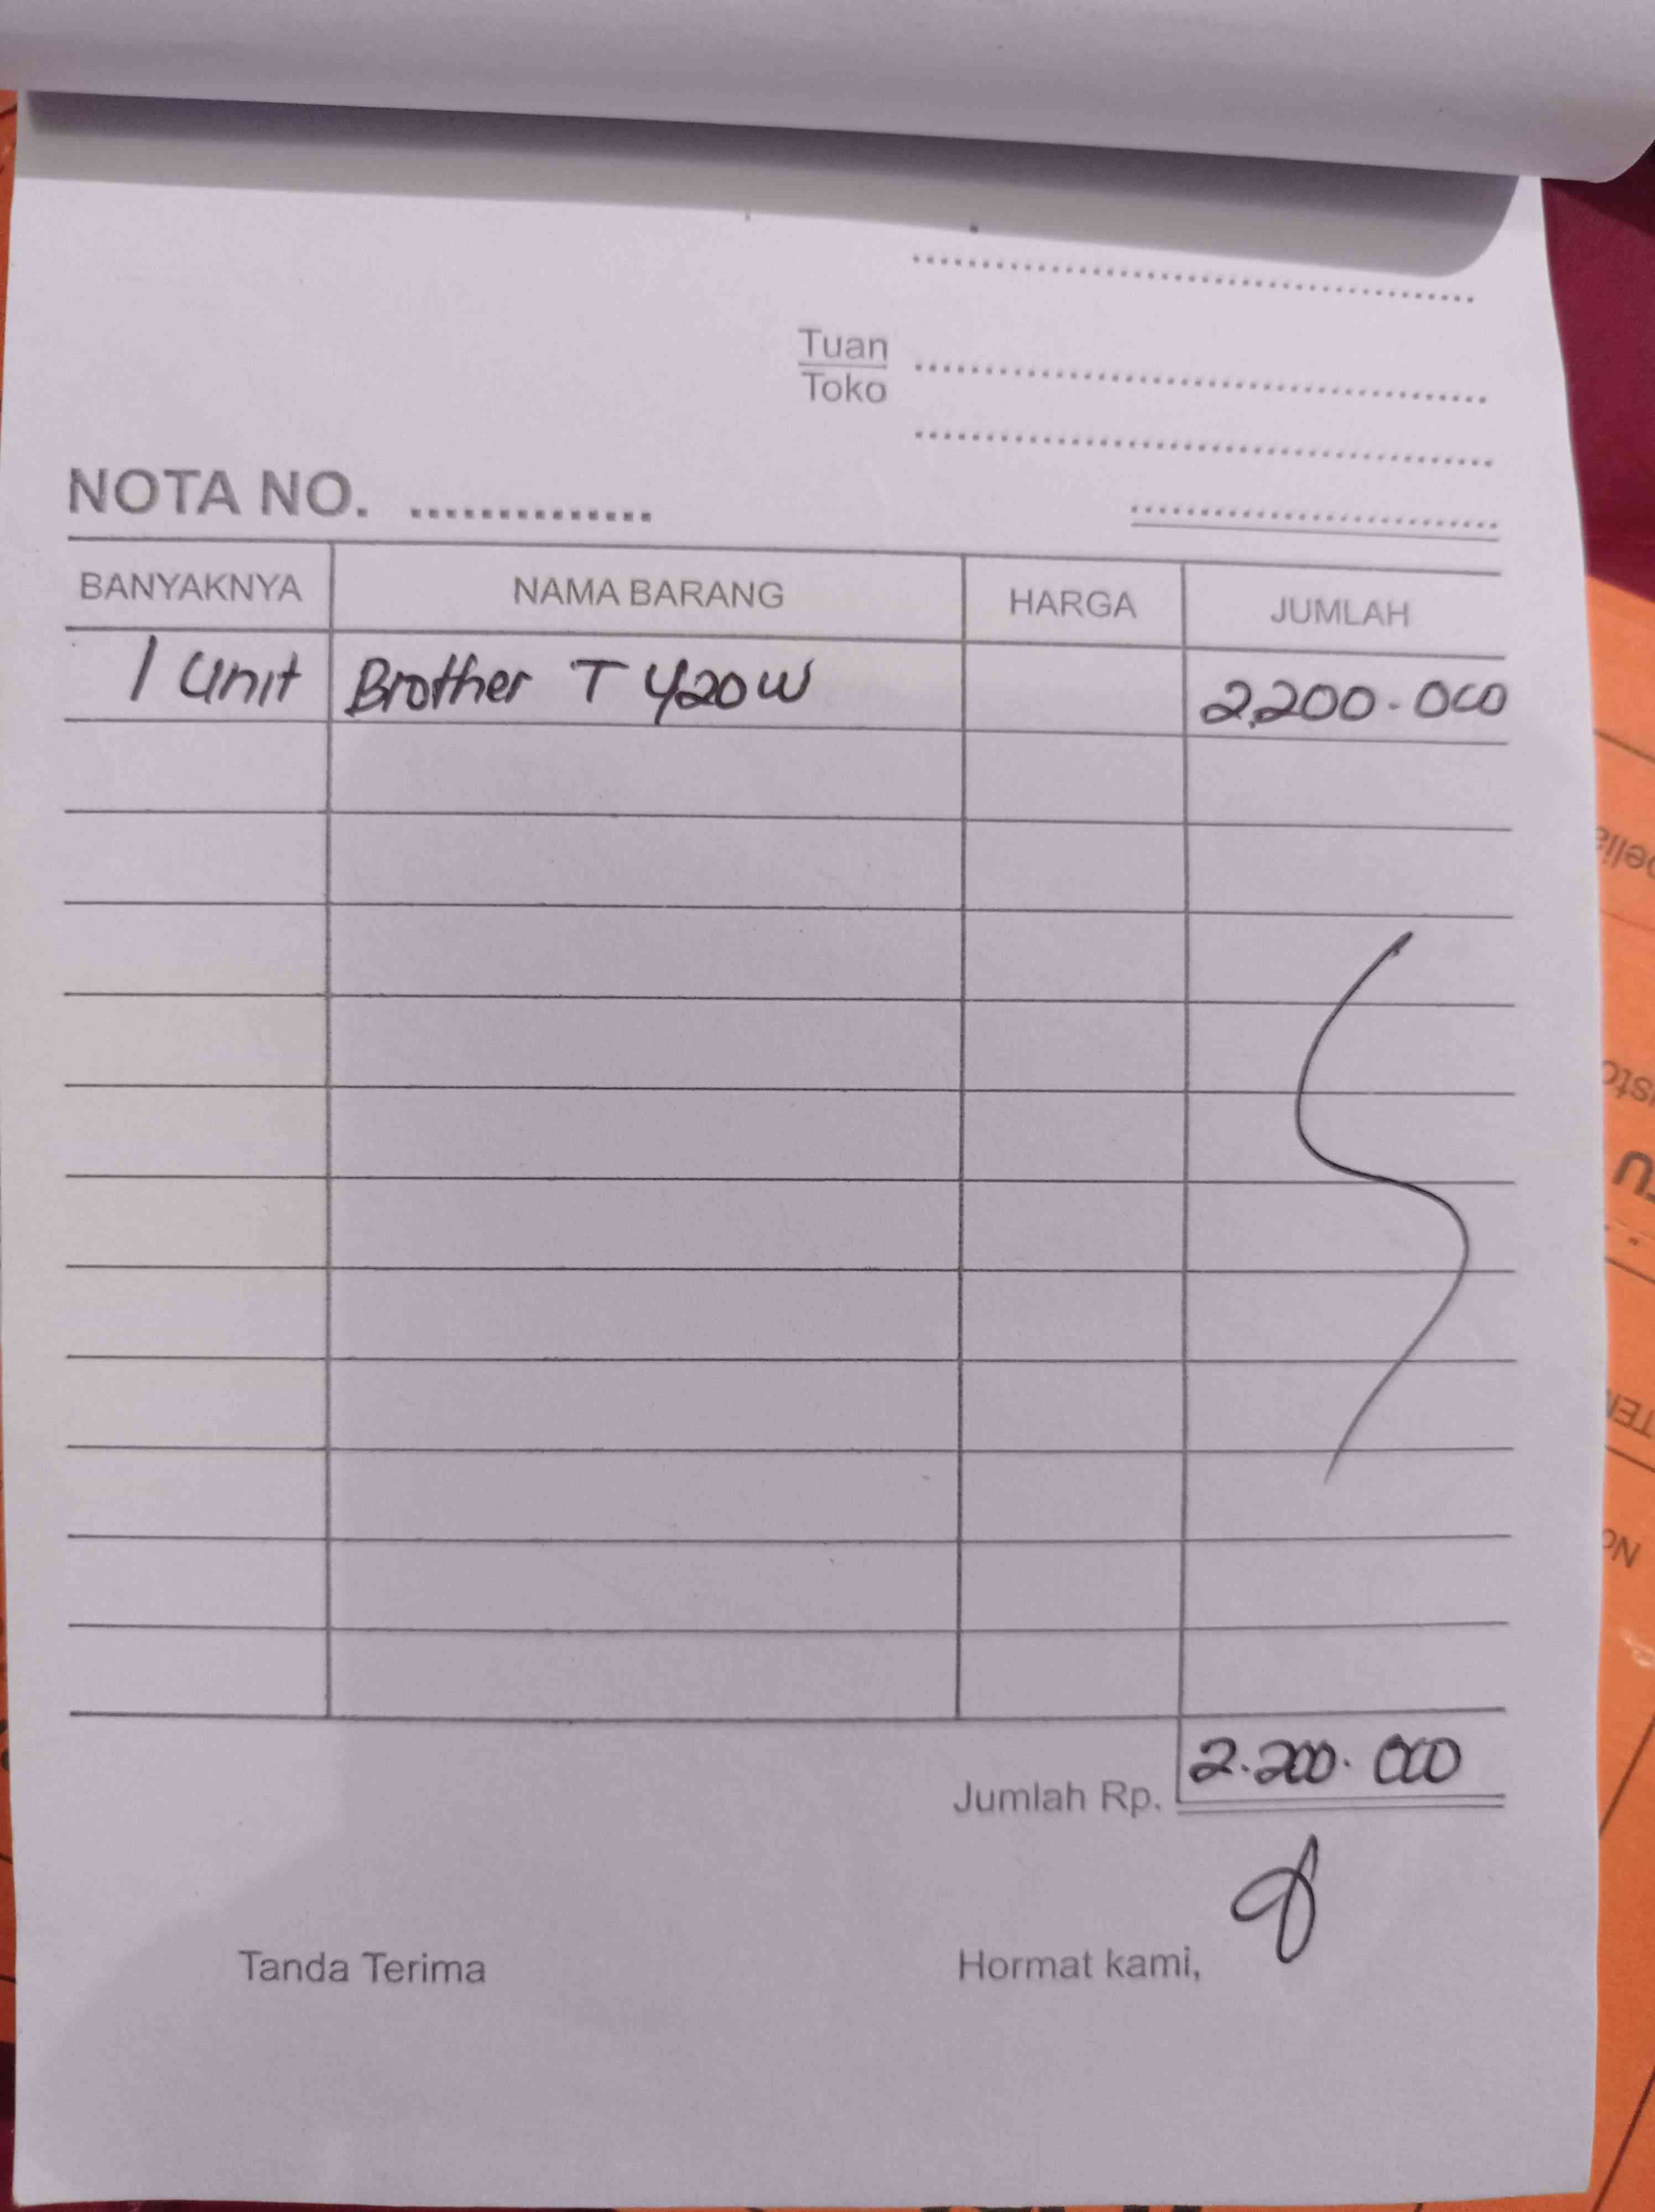 Tuan
Toko
NOTA NO.
BANYAKNYA NAMA BARANG HARGA JUMLAH
1 Unit Brother T 420W 2.200.000
Jumlah Rp. 2.200.000
Tanda Terima Hormat kami,